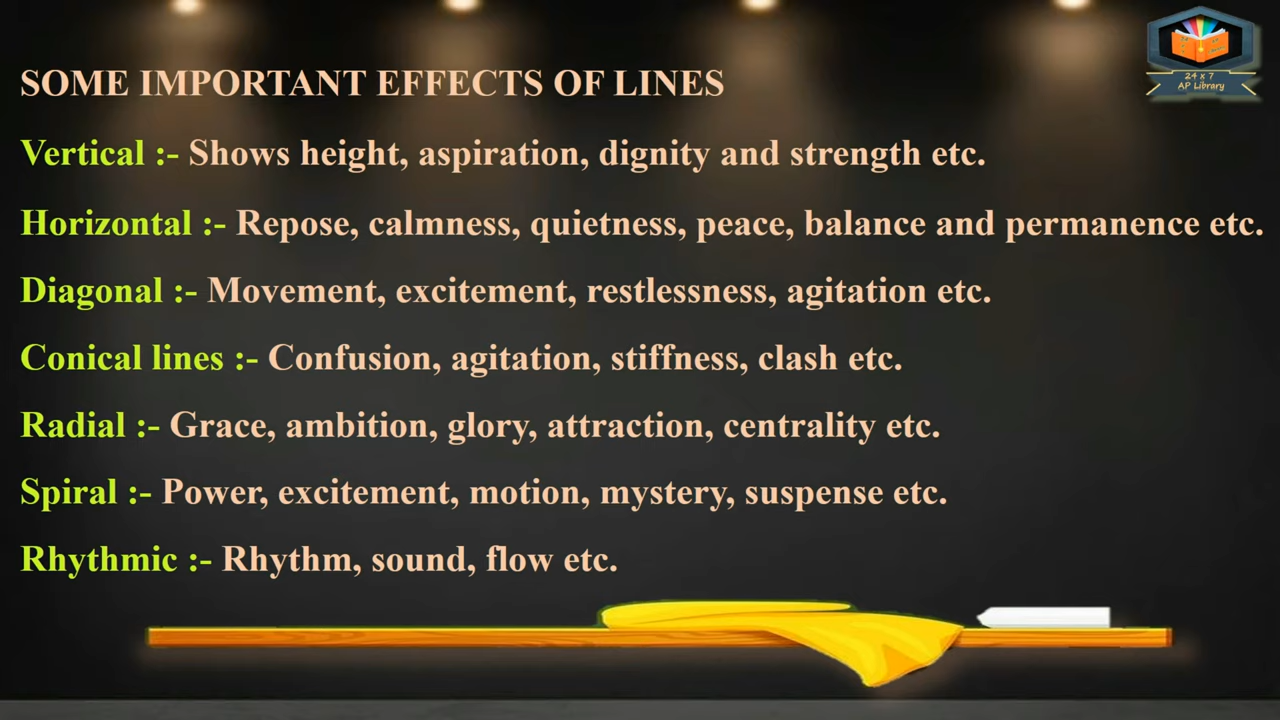 24 x 7
AP Library
SOME IMPORTANT EFFECTS OF LINES
Vertical :- Shows height, aspiration, dignity and strength etc.
Horizontal :- Repose, calmness, quietness, peace, balance and permanence etc.
Diagonal :- Movement, excitement, restlessness, agitation etc.
Conical lines :- Confusion, agitation, stiffness, clash etc.
Radial :- Grace, ambition, glory, attraction, centrality etc.
Spiral :- Power, excitement, motion, mystery, suspense etc.
Rhythmic :- Rhythm, sound, flow etc.